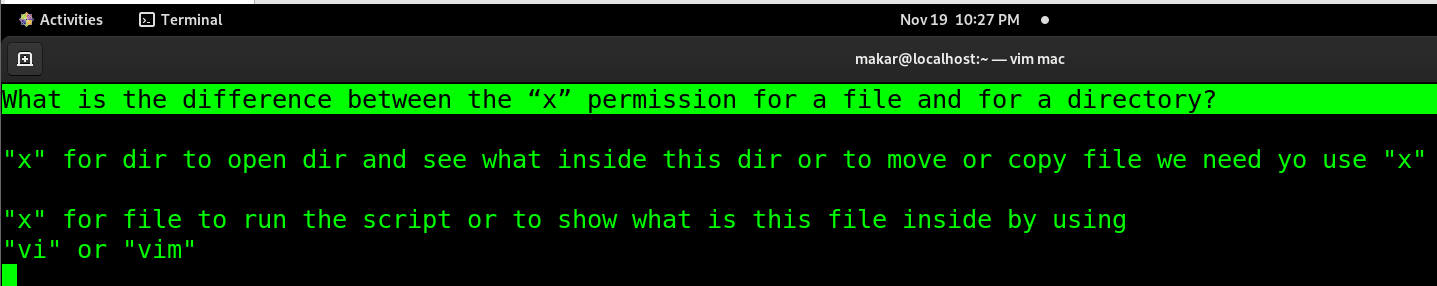 Activities Terminal Nov 19 10:27 PM
makar@localhost:~ — vim mac
What is the difference between the “x” permission for a file and for a directory?
"x" for dir to open dir and see what inside this dir or to move or copy file we need yo use "x"
"x" for file to run the script or to show what is this file inside by using
"vi" or "vim"